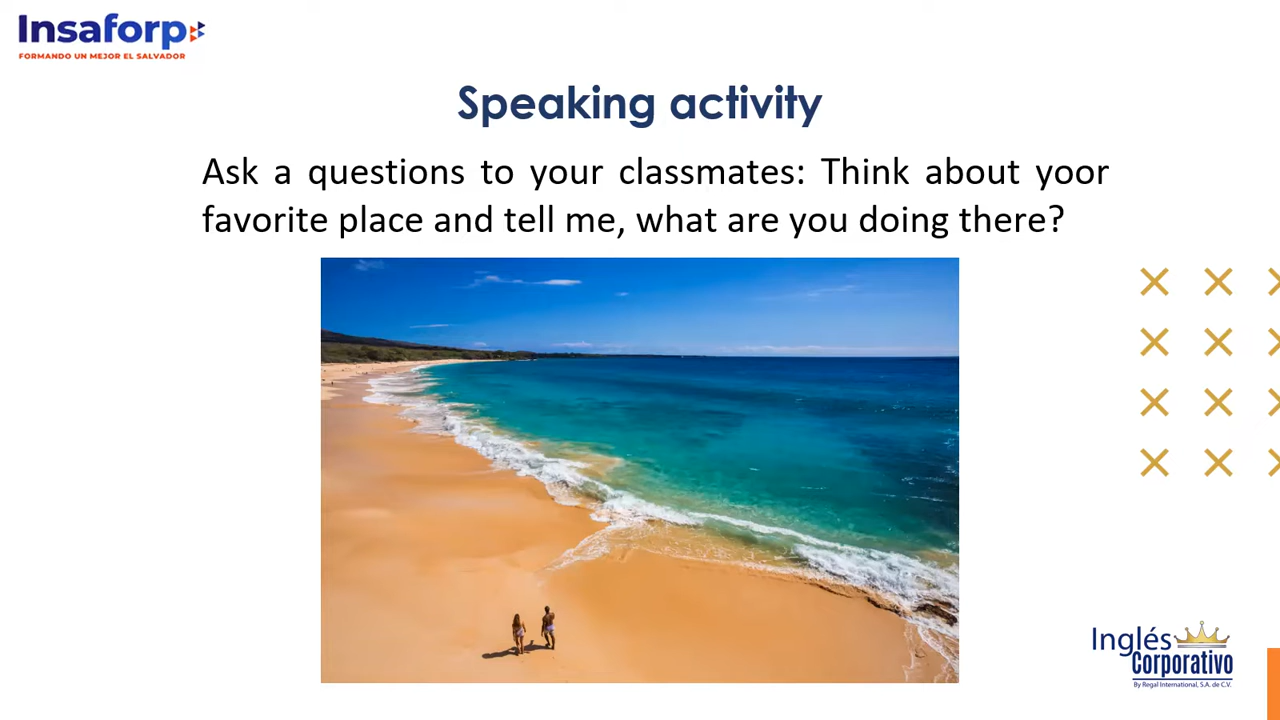 Insaforp
FORMANDO UN MEJOR EL SALVADOR
Speaking activity
Ask a questions to your classmates: Think about yoor
favorite place and tell me, what are you doing there?
Inglés
Corporativo
By Regal International, S.A. de C.V.